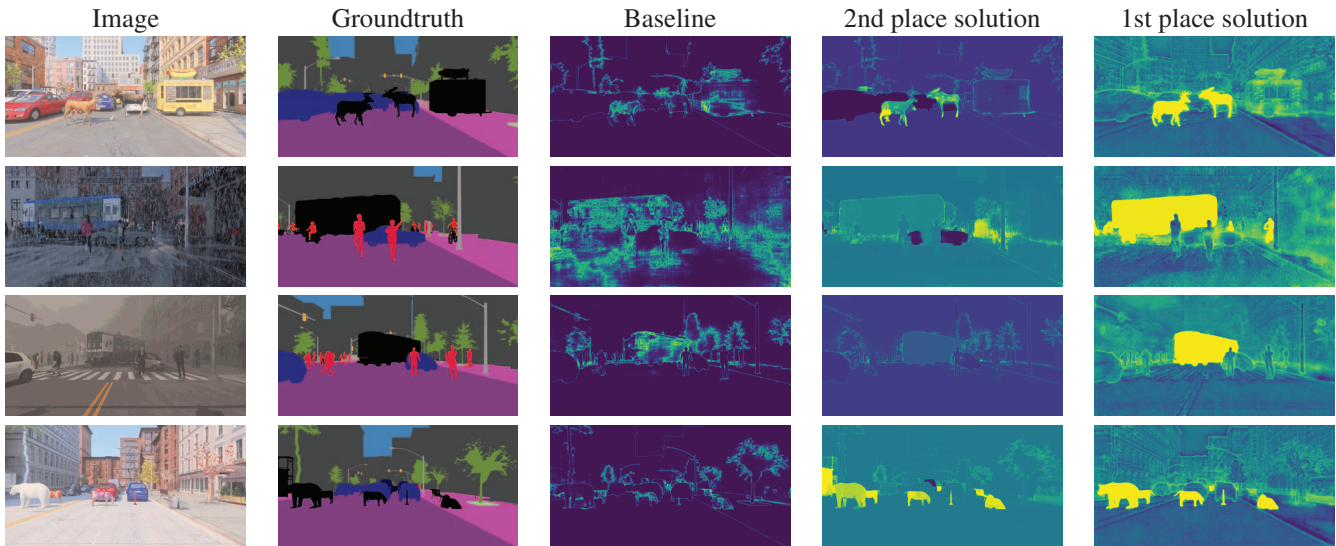 Image
Groundtruth
Baseline
2nd place solution
1st place solution